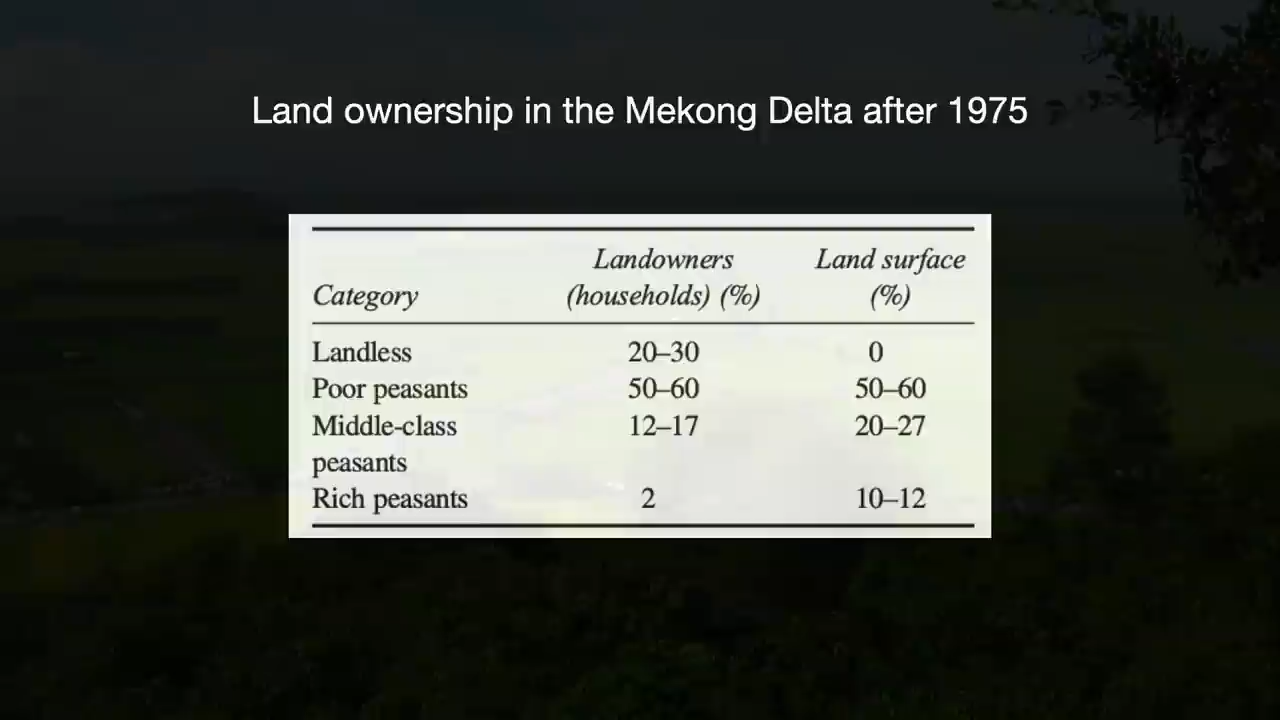 Land ownership in the Mekong Delta after 1975
Landowners Land surface
Category (households) (%) (%)
Landless 20–30 0
Poor peasants 50–60 50–60
Middle-class 12–17 20–27
peasants
Rich peasants 2 10–12